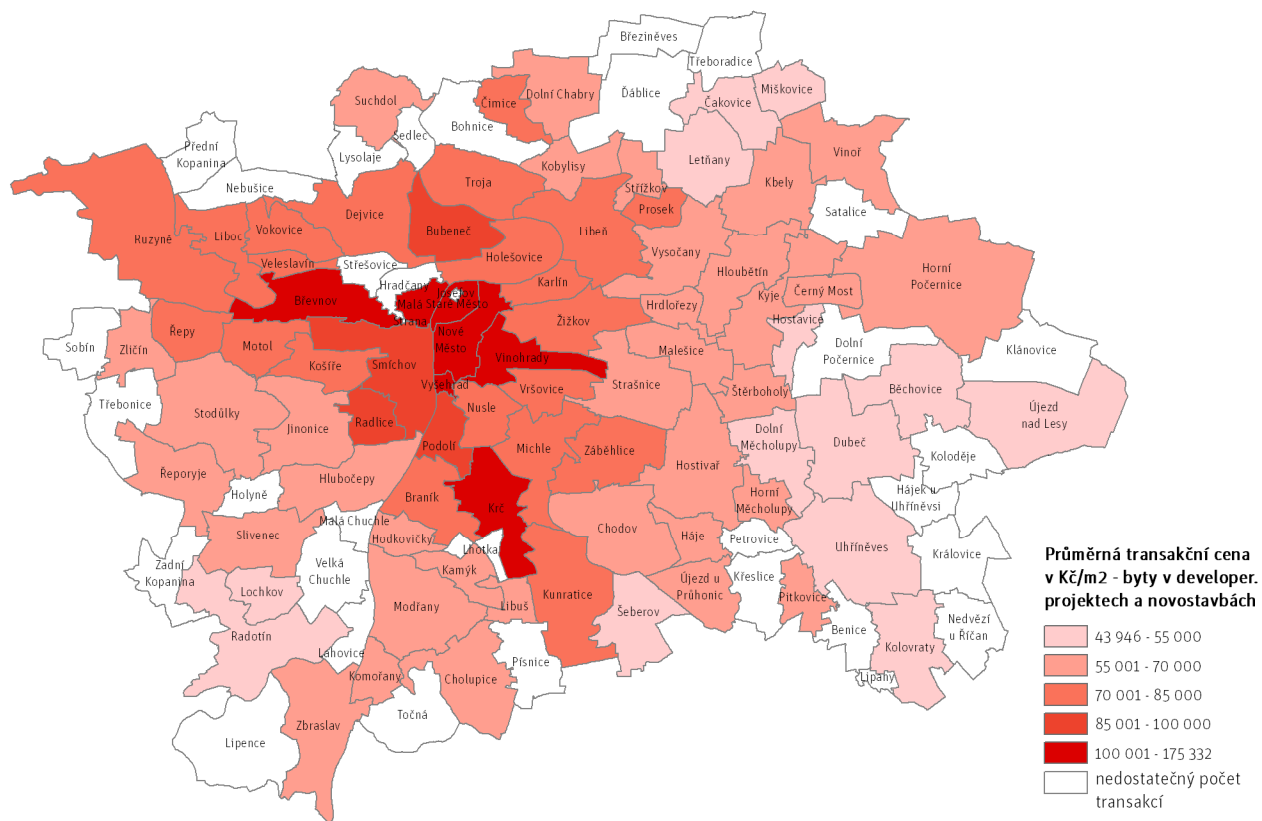 Březiněves
Třeboradice
Ďáblice
Miškovice
Čakovice
Dolní Chabry
Čimice
Suchdol
Bohnice
Sedlec
Lysolaje
Přední
Kopanina
Nebušice
Letňany
Vinoř
Kobylisy
Střížkov
Kbely
Troja
Dejvice
Prosek
Satalice
Bubeneč
Libeň
Ruzyně
Liboc
Vokovice
Vysočany
Holešovice
Veleslavín
Střešovice
Hloubětín
Horní
Počernice
Hradčany
Karlín
Břevnov
Josefov
Malá
Strana
Staré Město
Kyje
Černý Most
Hrdlořezy
Hostavice
Žižkov
Nové
Město
Řepy
Sobín
Zličín
Motol
Košíře
Smíchov
Vinohrady
Malešice
Dolní
Počernice
Klánovice
Vyšehrad
Vršovice
Strašnice
Štěrboholy
Běchovice
Třebonice
Stodůlky
Jinonice
Radlice
Nusle
Újezd
nad Lesy
Podolí
Michle
Záběhlice
Dolní
Měcholupy
Dubeč
Koloděje
Hostivař
Řeporyje
Hlubočepy
Holyně
Braník
Krč
Horní
Měcholupy
Hájek u
Uhříněvsi
Malá Chuchle
Chodov
Slivenec
Hodkovičky
Lhotka
Háje
Petrovice
Uhříněves
Královice
Zadní
Kopanina
Velká
Chuchle
Kamýk
Újezd u
Průhonic
Křeslice
Pitkovice
Lochkov
Modřany
Libuš
Kunratice
Šeberov
Radotín
Benice
Nedvězí
u Říčan
Kolovraty
Lahovice
Písnice
Komořany
Cholupice
Lipany
Točná
Zbraslav
Lipence
Průměrná transakční cena
v Kč/m2 - byty v developer.
projektech a novostavbách
43 946 - 55 000
55 001 - 70 000
70 001 - 85 000
85 001 - 100 000
100 001 - 175 332
nedostatečný počet
transakcí